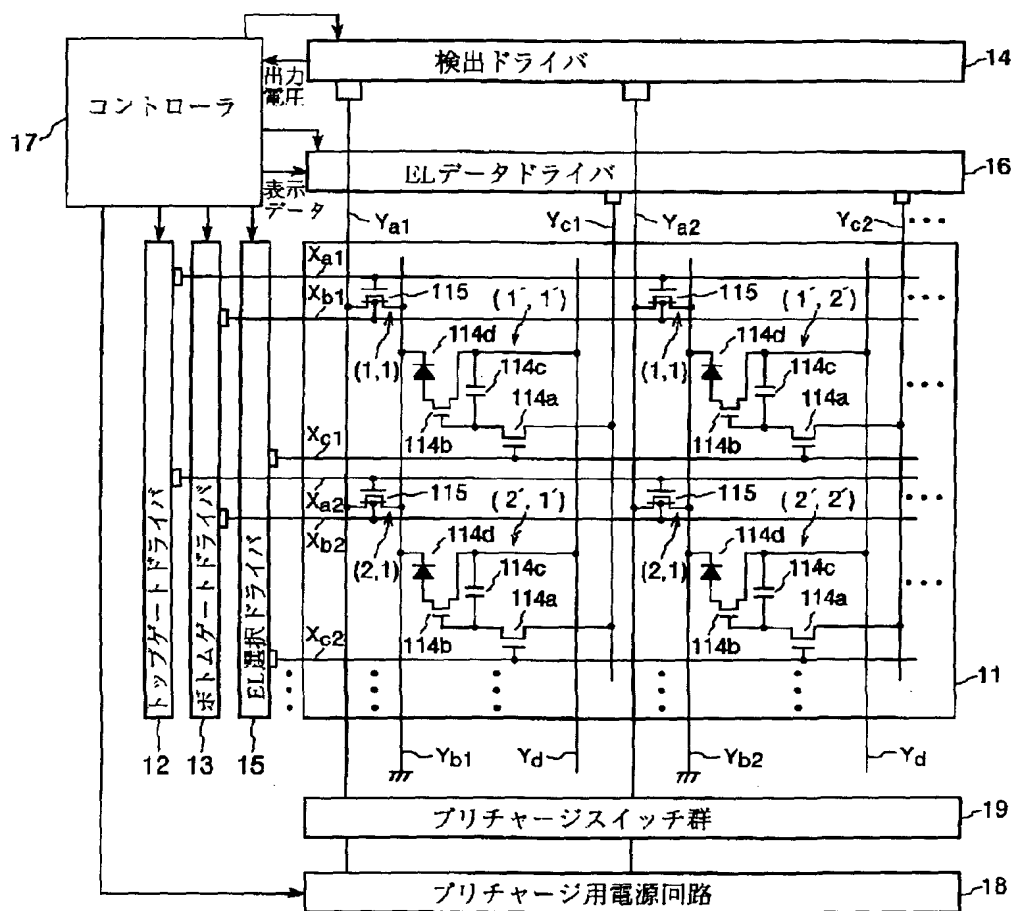 検出ドライバ
14
出力
電圧
コントローラ
17
ELデータドライバ
16
表示
データ
Ya1
Yc1
Ya2
Yc2
Xa1
115
(1´, 1´)
115
(1´, 2´)
Xb1
114d
114d
(1,1)
114c
(1,1)
114c
114a
114a
114b
114b
Xc1
Xa2
115
(2´, 1´)
115
(2´, 2´)
Xb2
114d
114d
(2,1)
114c
(2,1)
114c
114a
114a
114b
114b
Xc2
11
トップゲートドライバ
ボトムゲートドライバ
EL選択ドライバ
12
13
15
Yb1
Yd
Yb2
Yd
プリチャージスイッチ群
19
プリチャージ用電源回路
18